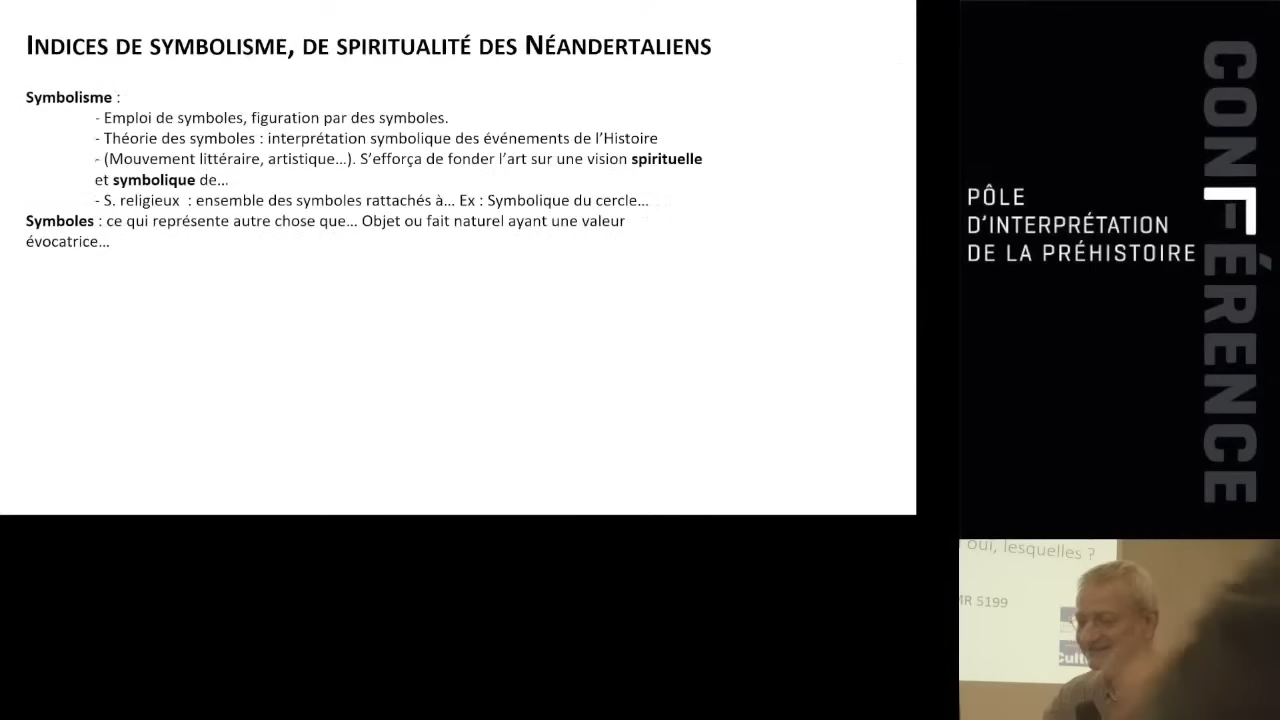 INDICES DE SYMBOLISME, DE SPIRITUALITÉ DES NÉANDERTALIENS
Symbolisme :
- Emploi de symboles, figuration par des symboles.
- Théorie des symboles : interprétation symbolique des événements de l’Histoire
- (Mouvement littéraire, artistique…). S’efforça de fonder l’art sur une vision spirituelle
et symbolique de…
- S. religieux : ensemble des symboles rattachés à… Ex : Symbolique du cercle…
Symboles : ce qui représente autre chose que… Objet ou fait naturel ayant une valeur
évocatrice…
PÔLE
D’INTERPRÉTATION
DE LA PRÉHISTOIRE
CONFÉRENCE
oui, lesquelles ?
MR 5199
Cult